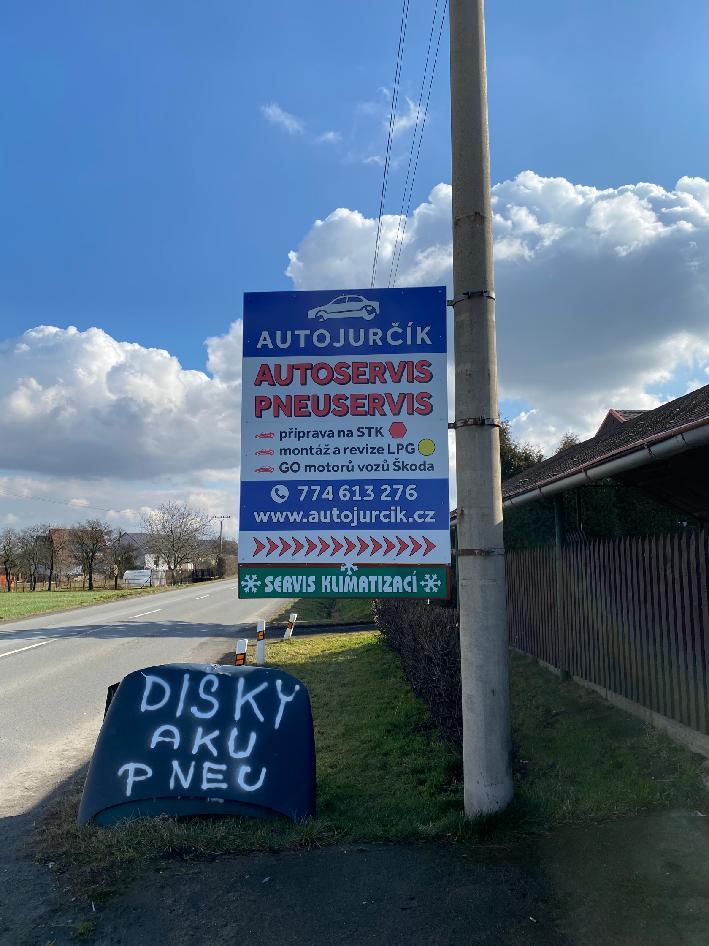 AUTOJURČÍK
AUTOSERVIS
PNEUSERVIS
příprava na STK
montáž a revize LPG
GO motorů vozů Škoda
774 613 276
www.autojurcik.cz
SERVIS KLIMATIZACÍ
DISKY
AKU
PNEU